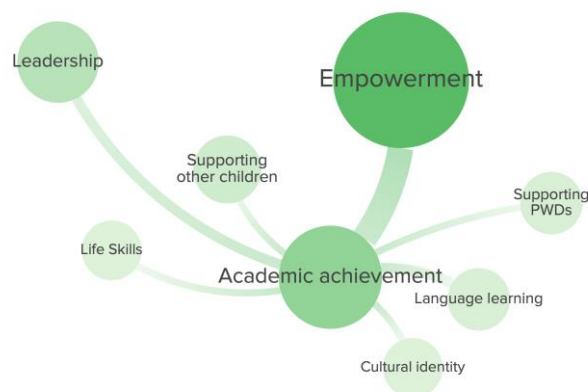 Leadership
Empowerment
Supporting
other children
Supporting
PWDs
Life Skills
Academic achievement
Language learning
Cultural identity